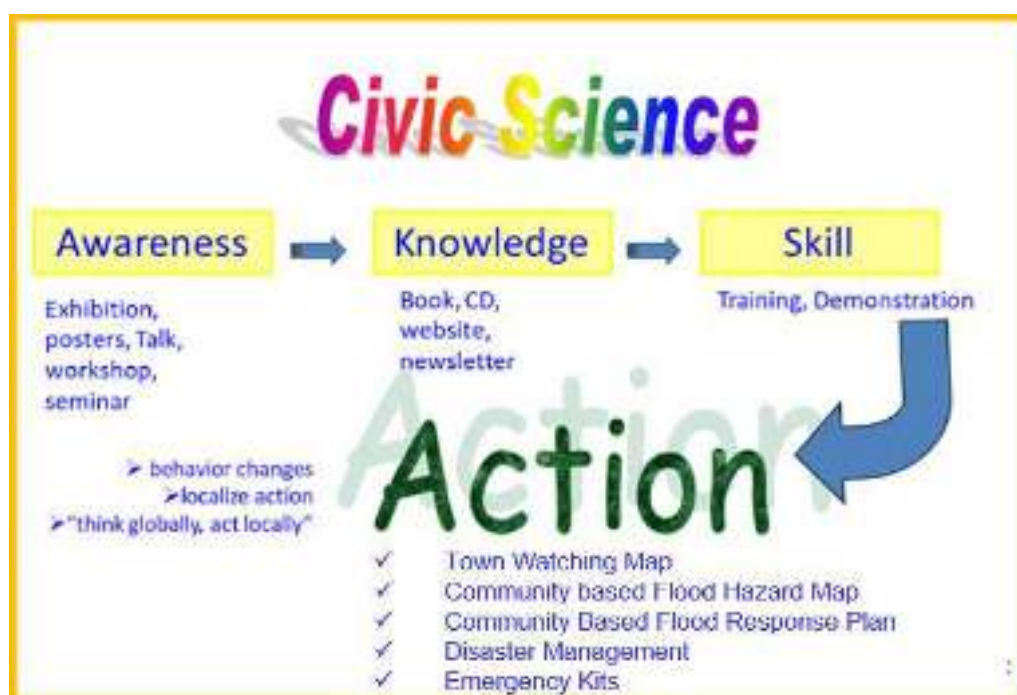 Civic Science
Awareness
Knowledge
Skill
Exhibition,
posters, Talk,
workshop,
seminar
Book, CD,
website,
newsletter
Training, Demonstration
Action
➢ behavior changes
➢localize action
➢"think globally, act locally"
✓ Town Watching Map
✓ Community based Flood Hazard Map
✓ Community Based Flood Response Plan
✓ Disaster Management
✓ Emergency Kits